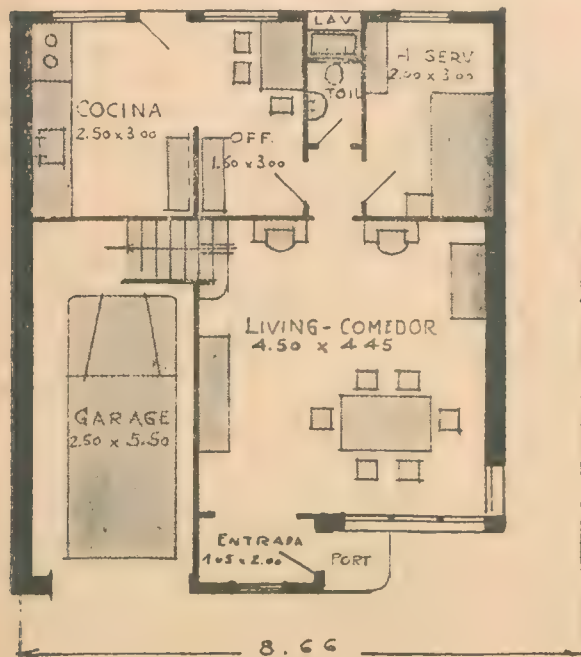 LAV
H SERV
2.00 x 3.00
TOIL
COCINA
2.50 x 3.00
OFF.
1.50 x 3.00
LIVING - COMEDOR
4.50 x 4.45
GARAGE
2.50 x 5.50
ENTRADA
1.05 x 2.00
PORT
8.66